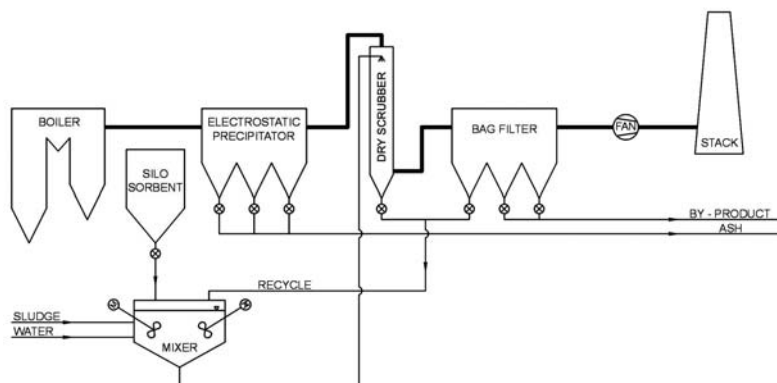 BOILER
ELECTROSTATIC
PRECIPITATOR
DRY SCRUBBER
BAG FILTER
FAN
STACK
SILO
SORBENT
BY - PRODUCT
ASH
RECYCLE
SLUDGE
WATER
MIXER